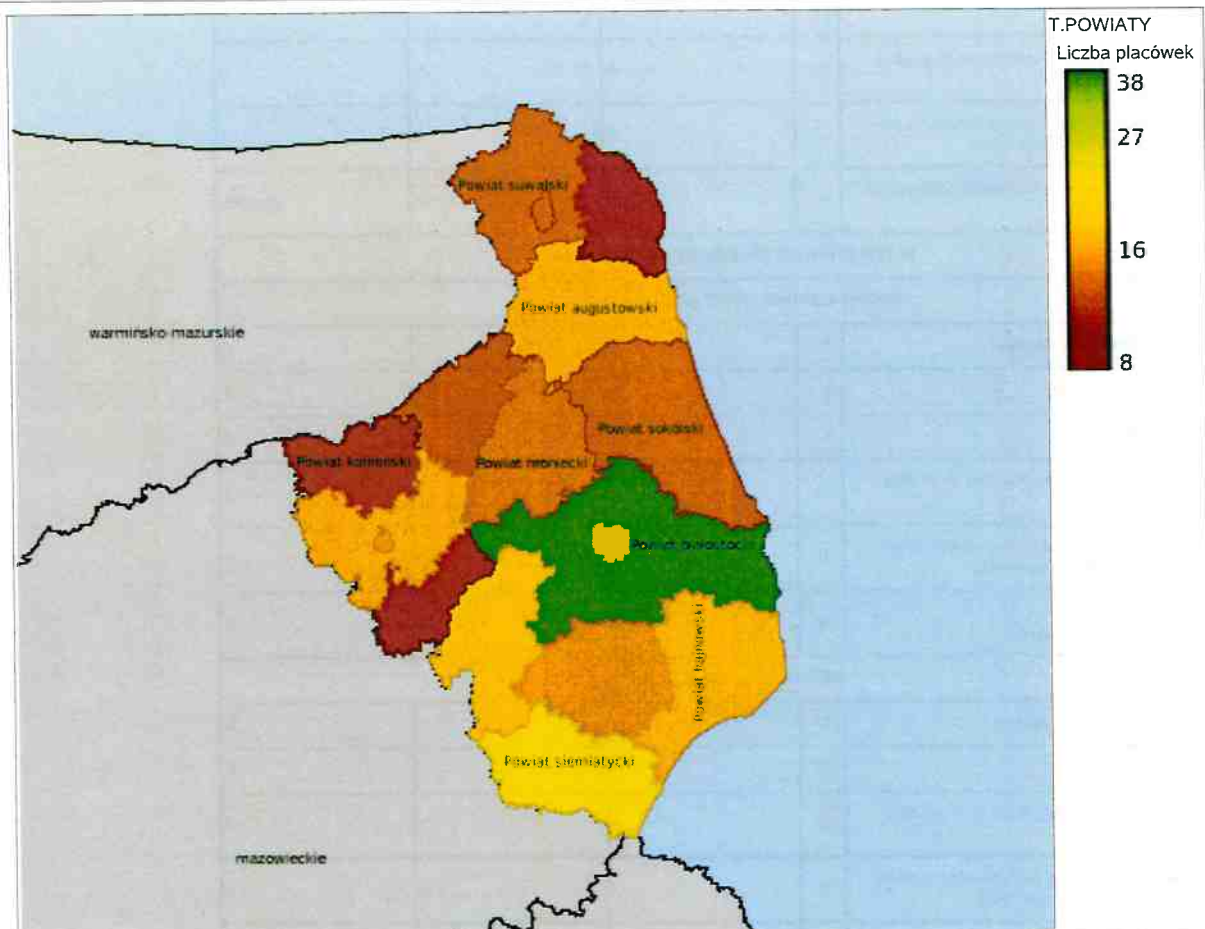 T.POWIATY
Liczba placówek
38
27
16
8
Powiat suwalski
Powiat augustowski
warmińsko mazurskie
Powiat sokólski
Powiat kolneński
Powiat moniecki
Powiat białostocki
Powiat hajnowski
Powiat siemiatycki
mazowieckie